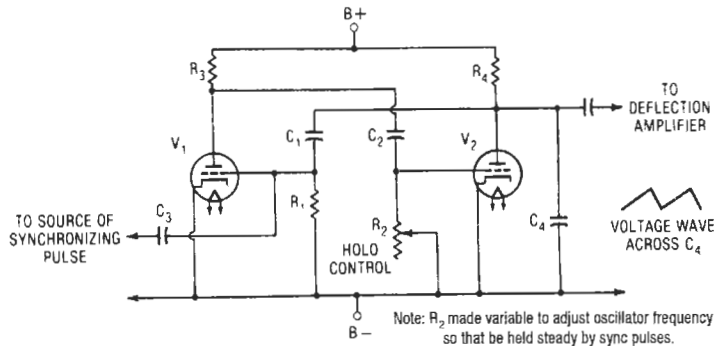 B+
R3
R4
TO
DEFLECTION
AMPLIFIER
C1
C2
V1
V2
R1
R2
C3
C4
TO SOURCE OF
SYNCHRONIZING
PULSE
HOLO
CONTROL
VOLTAGE WAVE
ACROSS C4
B−
Note: R2 made variable to adjust oscillator frequency
so that be held steady by sync pulses.